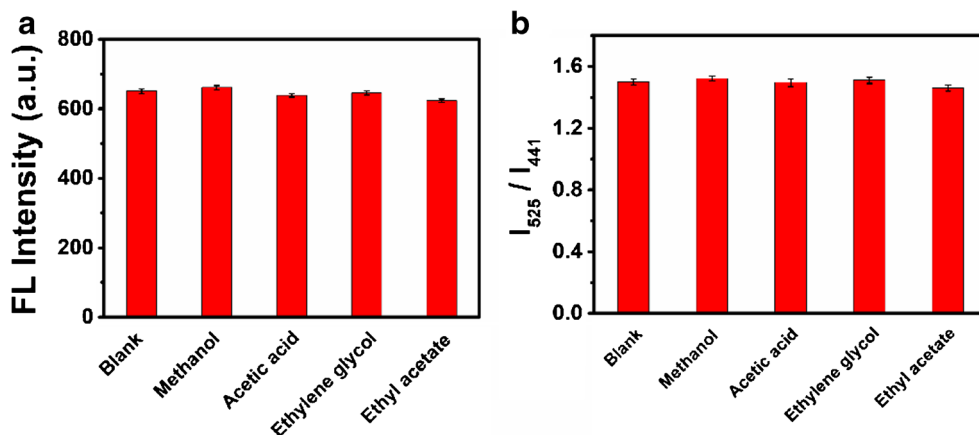 a
FL Intensity (a.u.)
800
600
400
200
0
Blank
Methanol
Acetic acid
Ethylene glycol
Ethyl acetate
b
I525 / I441
1.6
1.2
0.8
0.4
0.0
Blank
Methanol
Acetic acid
Ethylene glycol
Ethyl acetate